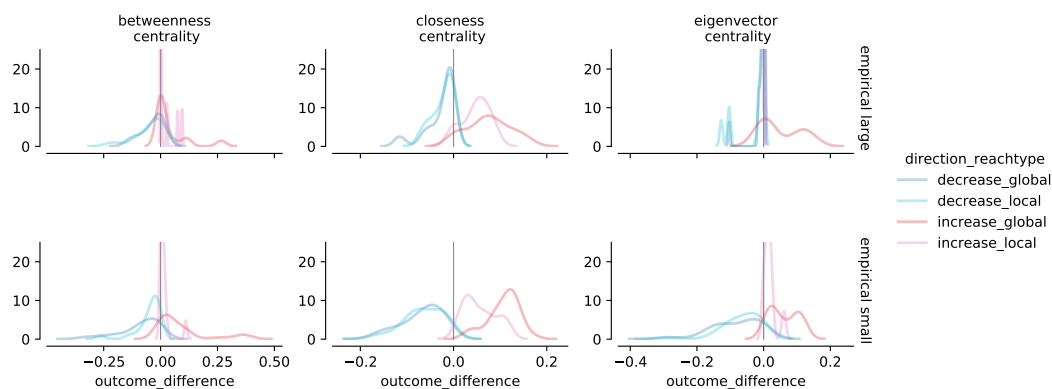 betweenness
centrality
closeness
centrality
eigenvector
centrality
20
10
0
20
10
0
20
10
0
empirical large
direction_reachtype
decrease_global
decrease_local
increase_global
increase_local
20
10
0
20
10
0
20
10
0
empirical small
−0.25
0.00
0.25
0.50
−0.2
0.0
0.2
−0.4
−0.2
0.0
0.2
outcome_difference
outcome_difference
outcome_difference